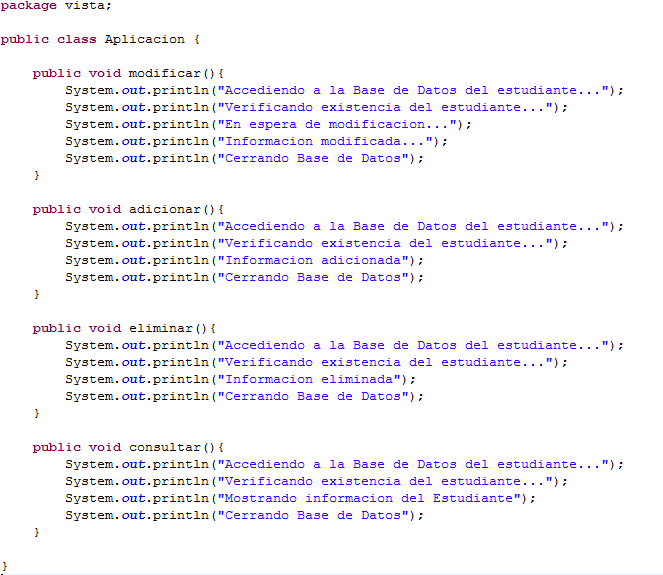 package vista;
public class Aplicacion {
public void modificar(){
System.out.println("Accediendo a la Base de Datos del estudiante...");
System.out.println("Verificando existencia del estudiante...");
System.out.println("En espera de modificacion...");
System.out.println("Informacion modificada...");
System.out.println("Cerrando Base de Datos");
}
public void adicionar(){
System.out.println("Accediendo a la Base de Datos del estudiante...");
System.out.println("Verificando existencia del estudiante...");
System.out.println("Informacion adicionada");
System.out.println("Cerrando Base de Datos");
}
public void eliminar(){
System.out.println("Accediendo a la Base de Datos del estudiante...");
System.out.println("Verificando existencia del estudiante...");
System.out.println("Informacion eliminada");
System.out.println("Cerrando Base de Datos");
}
public void consultar(){
System.out.println("Accediendo a la Base de Datos del estudiante...");
System.out.println("Verificando existencia del estudiante...");
System.out.println("Mostrando informacion del Estudiante");
System.out.println("Cerrando Base de Datos");
}
}